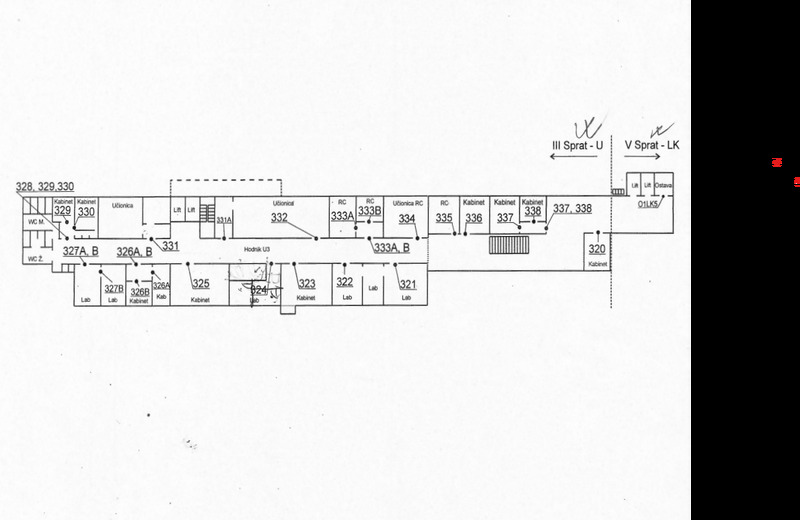 III Sprat - U
V Sprat - LK
328, 329,330
Kabinet
329
Kabinet
330
Učionica
Lift
Lift
331A
Učionica
332
RC
333A
RC
333B
Učionica RC
334
RC
335
Kabinet
336
Kabinet
337
Kabinet
338
337, 338
Lift
Lift
Ostava
O1LK5
WC M.
WC Ž.
327A, B
326A, B
331
Hodnik U3
333A, B
320
Kabinet
Lab
327B
Lab
326B
Kabinet
326A
Kab
325
Kabinet
324
Lab
323
Kabinet
322
Lab
Lab
321
Lab